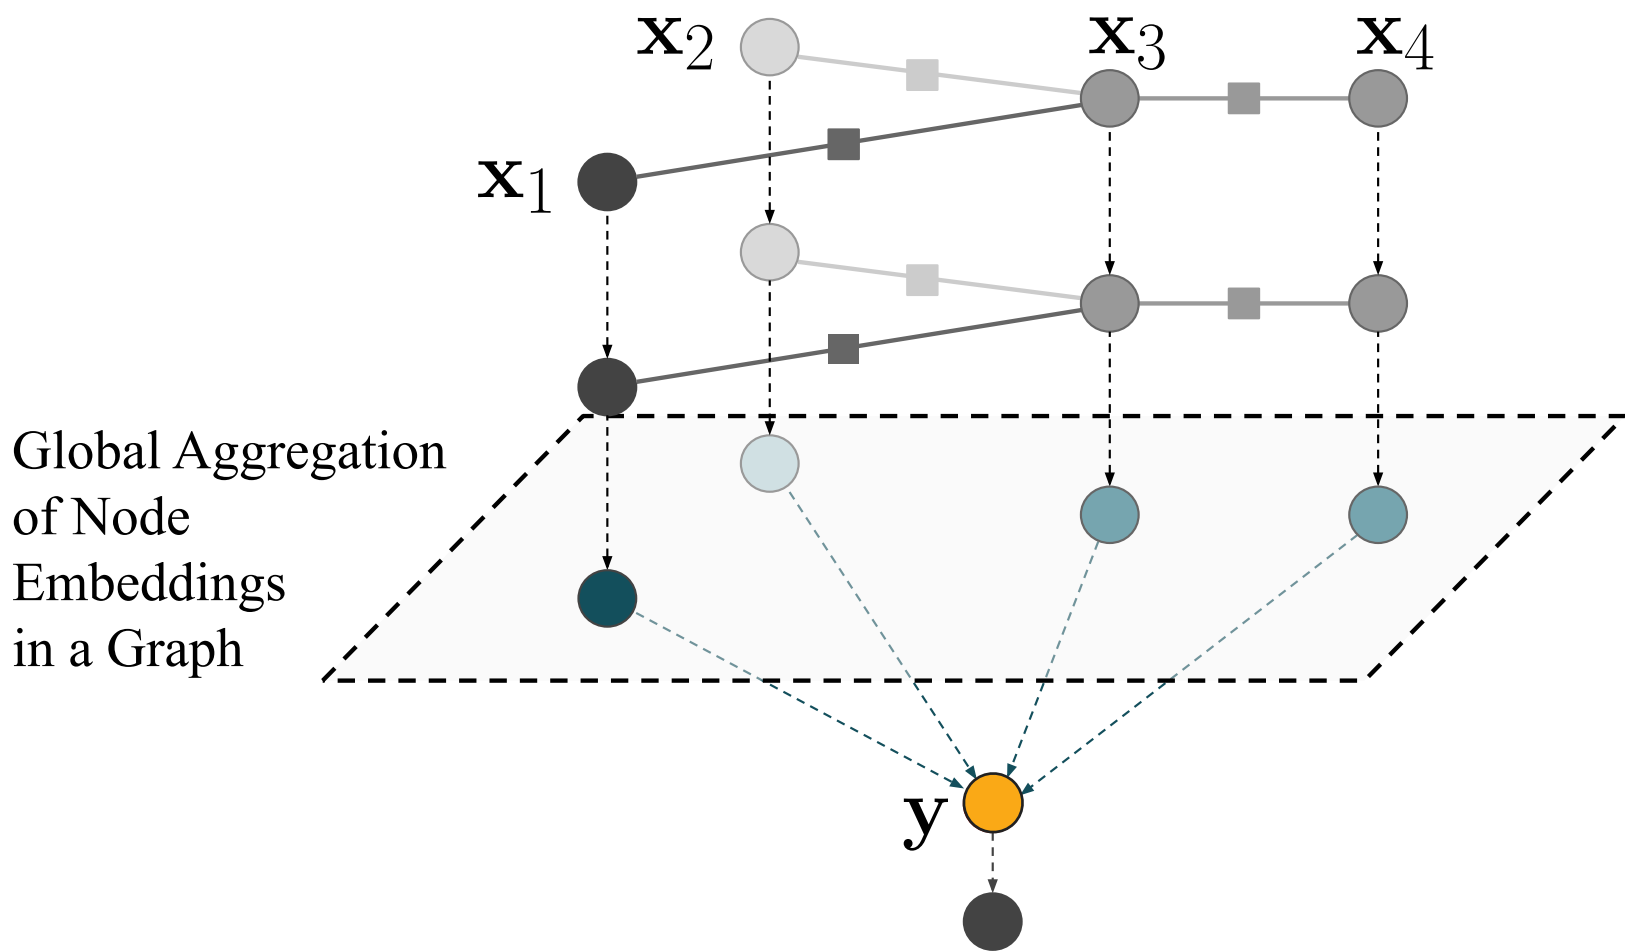 x2
x3
x4
x1
Global Aggregation
of Node
Embeddings
in a Graph
y